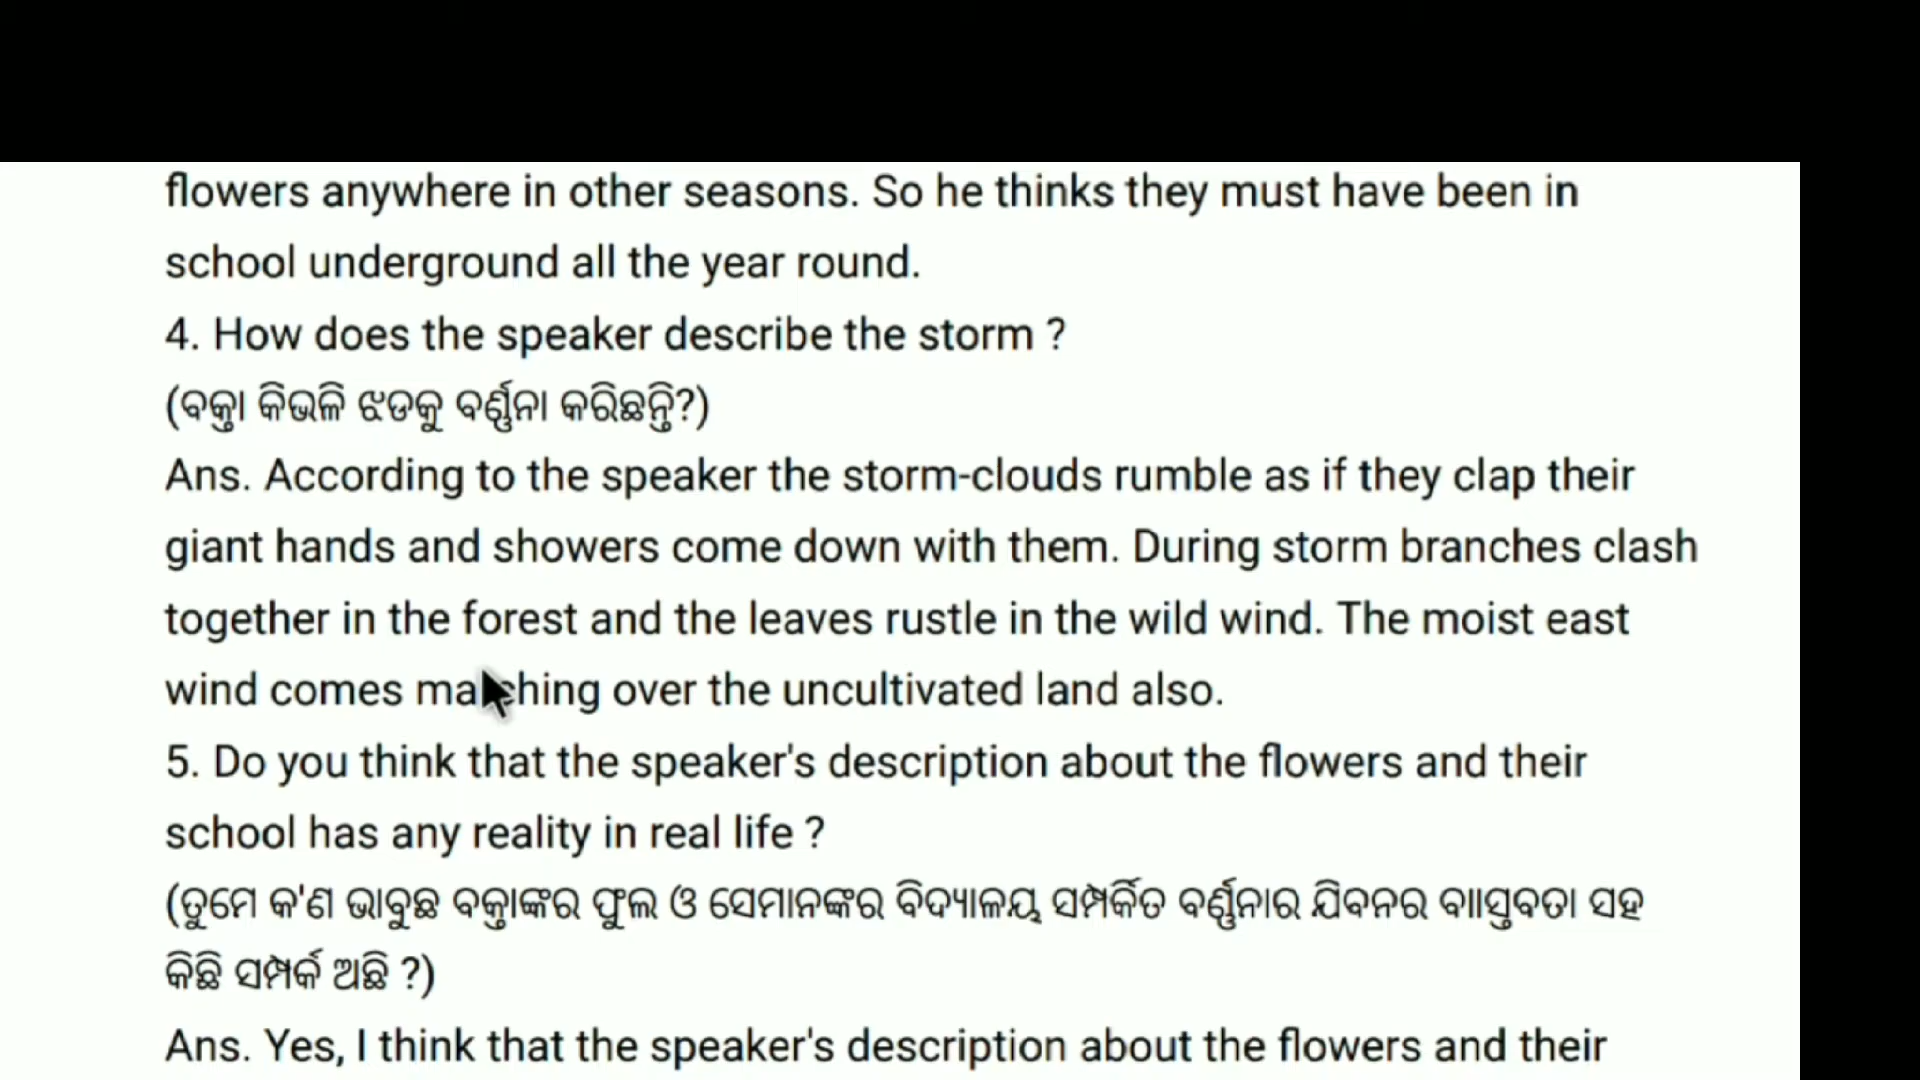 flowers anywhere in other seasons. So he thinks they must have been in
school underground all the year round.
4. How does the speaker describe the storm ?
(ବକ୍ତା କିଭଳି ଝଡକୁ ବର୍ଣ୍ଣନା କରିଛନ୍ତି?)
Ans. According to the speaker the storm-clouds rumble as if they clap their
giant hands and showers come down with them. During storm branches clash
together in the forest and the leaves rustle in the wild wind. The moist east
wind comes marching over the uncultivated land also.
5. Do you think that the speaker's description about the flowers and their
school has any reality in real life ?
(ତୁମେ କ'ଣ ଭାବୁଛ ବକ୍ତାଙ୍କର ଫୁଲ ଓ ସେମାନଙ୍କର ବିଦ୍ୟାଳୟ ସମ୍ପର୍କିତ ବର୍ଣ୍ଣନାର ଯିବନର ବାାସ୍ତବତା ସହ
କିଛି ସମ୍ପର୍କ ଅଛି ?)
Ans. Yes, I think that the speaker's description about the flowers and their